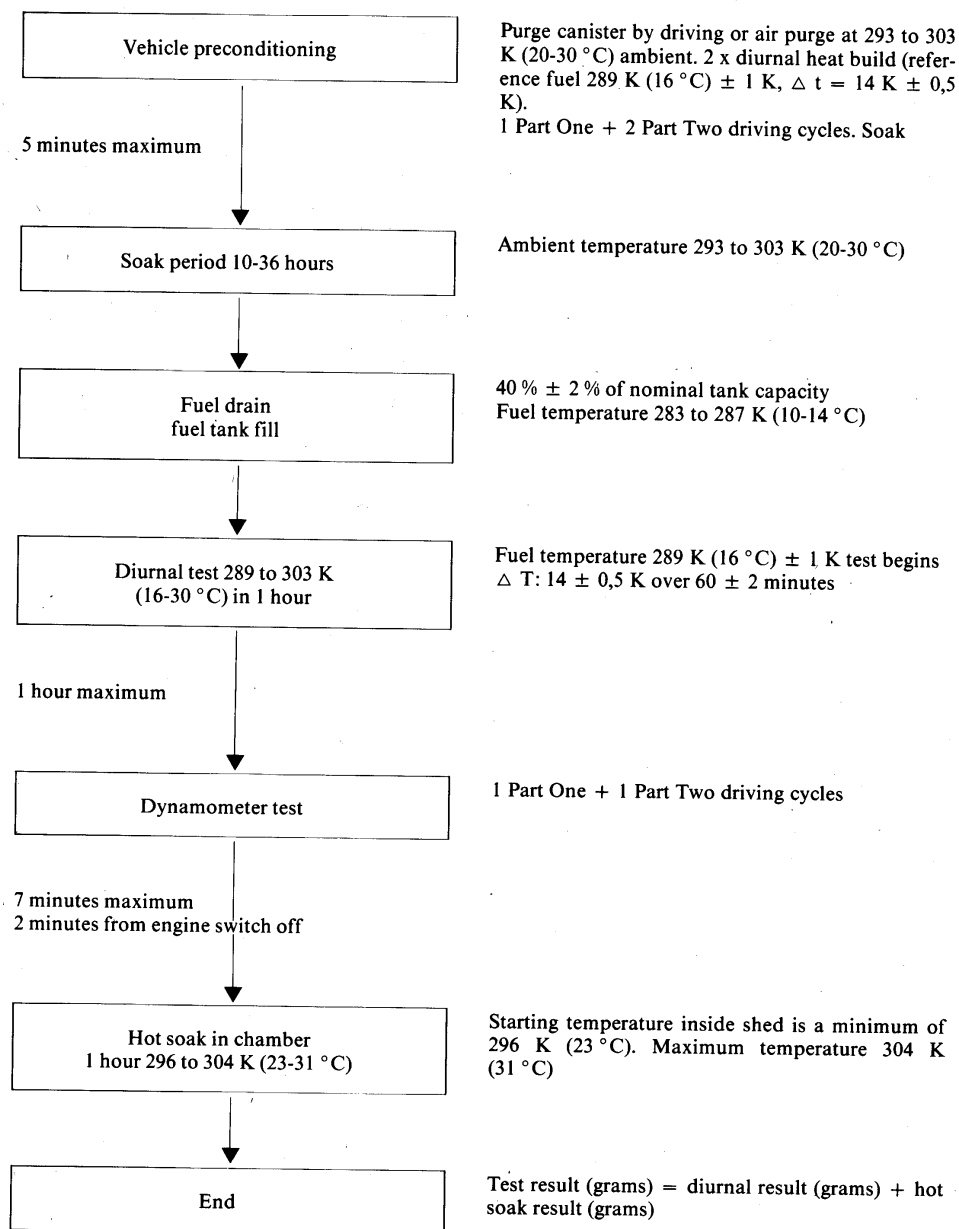 Vehicle preconditioning
Purge canister by driving or air purge at 293 to 303
K (20-30 °C) ambient. 2 x diurnal heat build (refer-
ence fuel 289 K (16 °C) ± 1 K, △ t = 14 K ± 0,5
K).
1 Part One + 2 Part Two driving cycles. Soak
5 minutes maximum
Soak period 10-36 hours
Ambient temperature 293 to 303 K (20-30 °C)
Fuel drain
fuel tank fill
40 % ± 2 % of nominal tank capacity
Fuel temperature 283 to 287 K (10-14 °C)
Diurnal test 289 to 303 K
(16-30 °C) in 1 hour
Fuel temperature 289 K (16 °C) ± 1 K test begins
△ T: 14 ± 0,5 K over 60 ± 2 minutes
1 hour maximum
Dynamometer test
1 Part One + 1 Part Two driving cycles
7 minutes maximum
2 minutes from engine switch off
Hot soak in chamber
1 hour 296 to 304 K (23-31 °C)
Starting temperature inside shed is a minimum of
296 K (23 °C). Maximum temperature 304 K
(31 °C)
End
Test result (grams) = diurnal result (grams) + hot
soak result (grams)